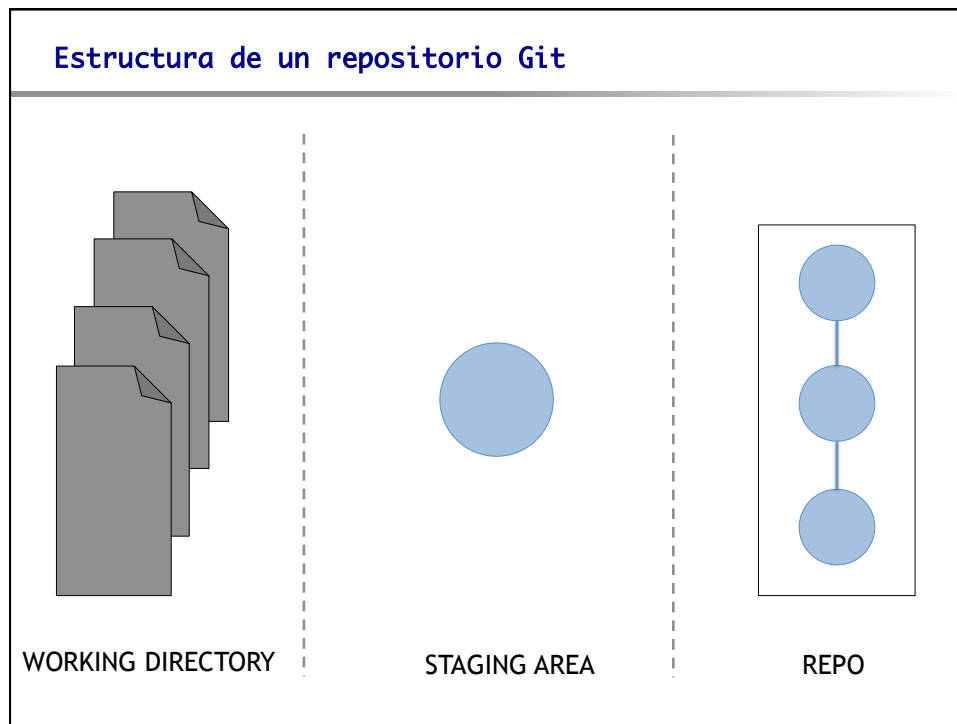 Estructura de un repositorio Git
WORKING DIRECTORY
STAGING AREA
REPO